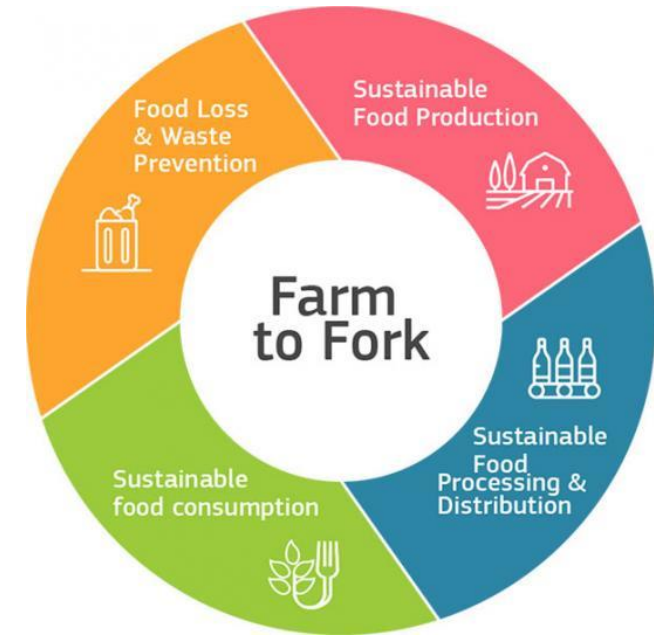 Food Loss
& Waste
Prevention
Sustainable
Food Production
Farm
to Fork
Sustainable
Food
Processing &
Distribution
Sustainable
food consumption